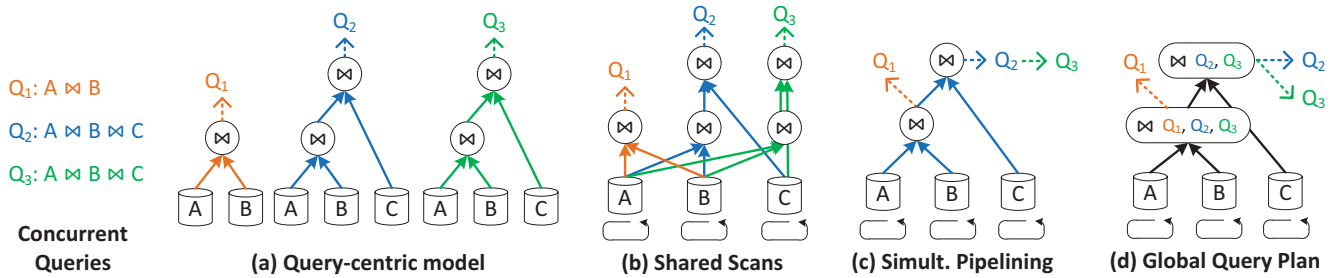 Q₁: A ⋈ B
Q₂: A ⋈ B ⋈ C
Q₃: A ⋈ B ⋈ C
Concurrent
Queries
Q₁
⋈
A B
Q₂
⋈
⋈
A B C
Q₃
⋈
⋈
A B C
(a) Query-centric model
Q₂ Q₃
Q₁ ⋈ ⋈
⋈ ⋈ ⋈
A B C
(b) Shared Scans
Q₁ ⋈ Q₂ Q₃
⋈
A B C
(c) Simult. Pipelining
Q₁ ⋈ Q₂, Q₃ Q₂
Q₃
⋈ Q₁, Q₂, Q₃
A B C
(d) Global Query Plan